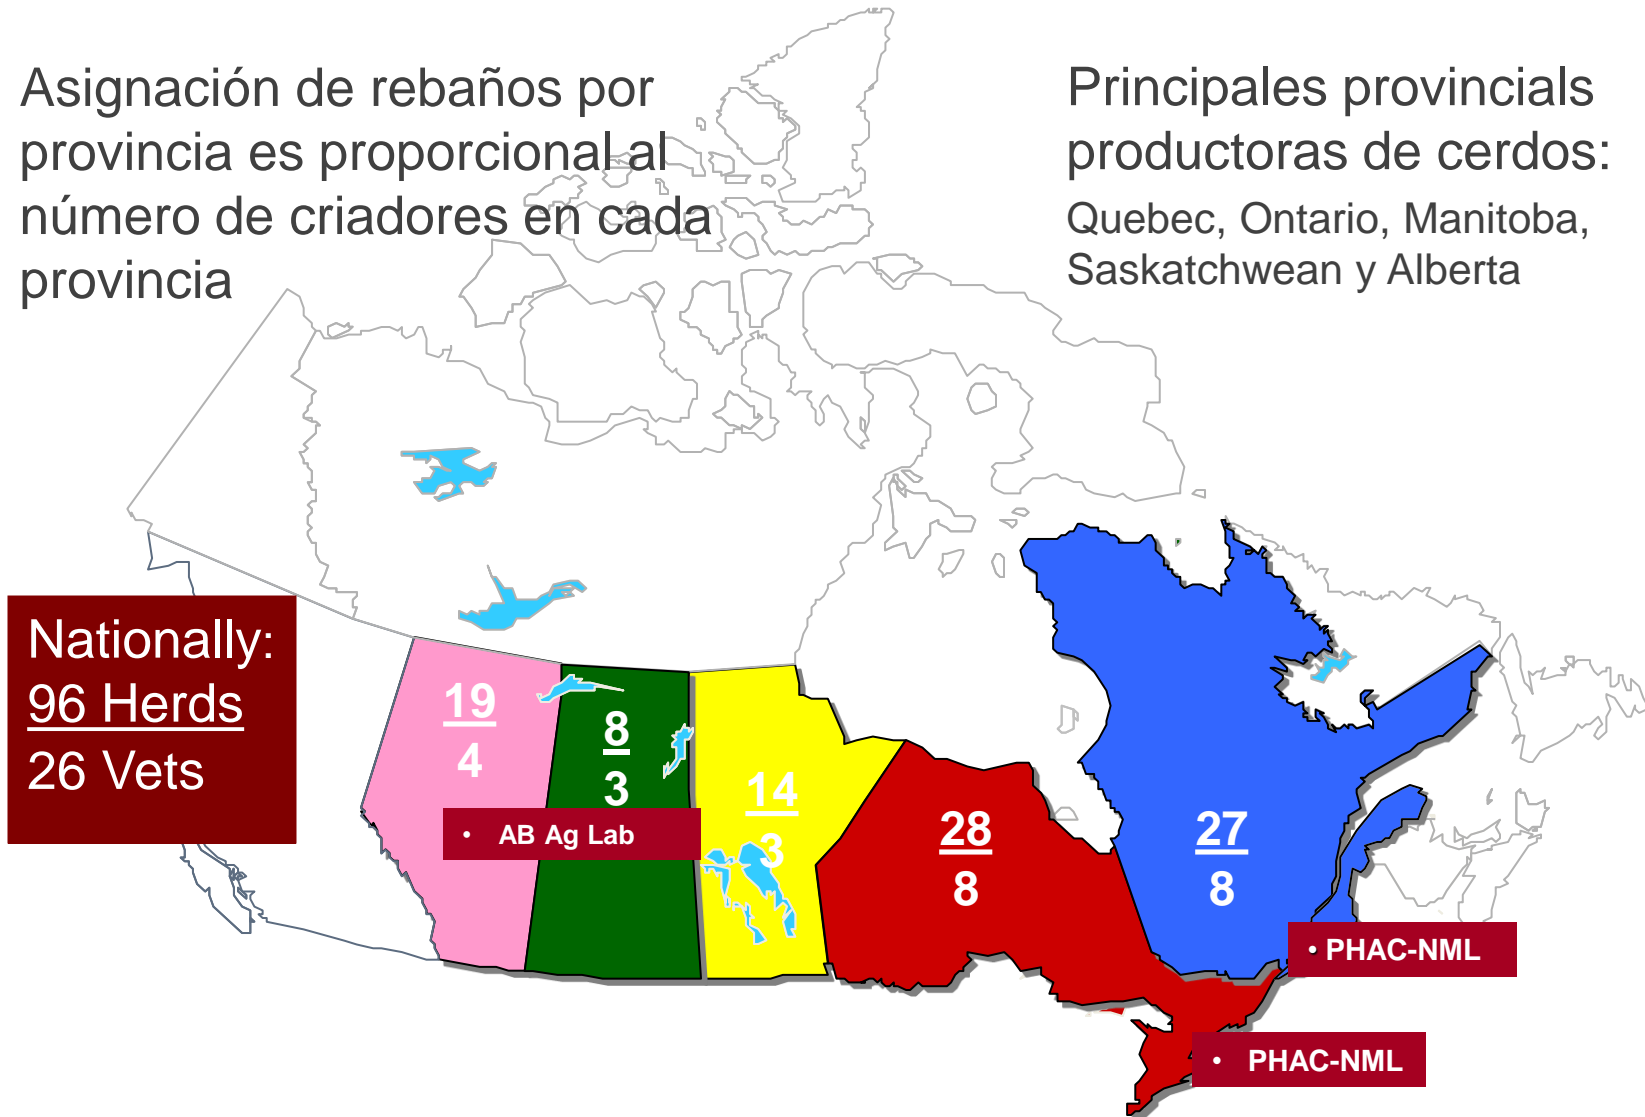 Asignación de rebaños por
provincia es proporcional al
número de criadores en cada
provincia
Principales provincials
productoras de cerdos:
Quebec, Ontario, Manitoba,
Saskatchwean y Alberta
Nationally:
96 Herds
26 Vets
19
4
8
3
14
3
28
8
27
8
• AB Ag Lab
• PHAC-NML
• PHAC-NML